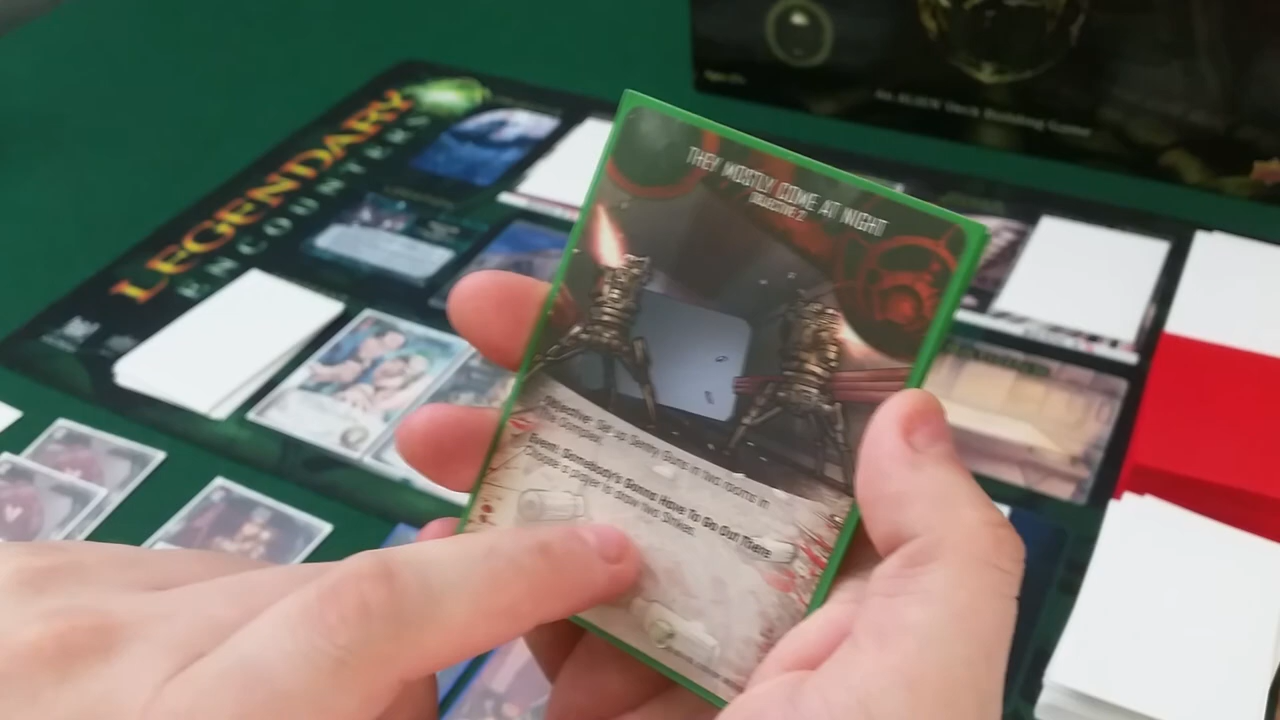 An ALIEN Deck Building Game
LEGENDARY
ENCOUNTERS
THEY MOSTLY COME AT NIGHT
OBJECTIVE 2
Objective: Set up Sentry Guns in two rooms in
the Complex.
Event: Somebody's Gonna Have To Go Out There
Choose a player to draw two Strikes.